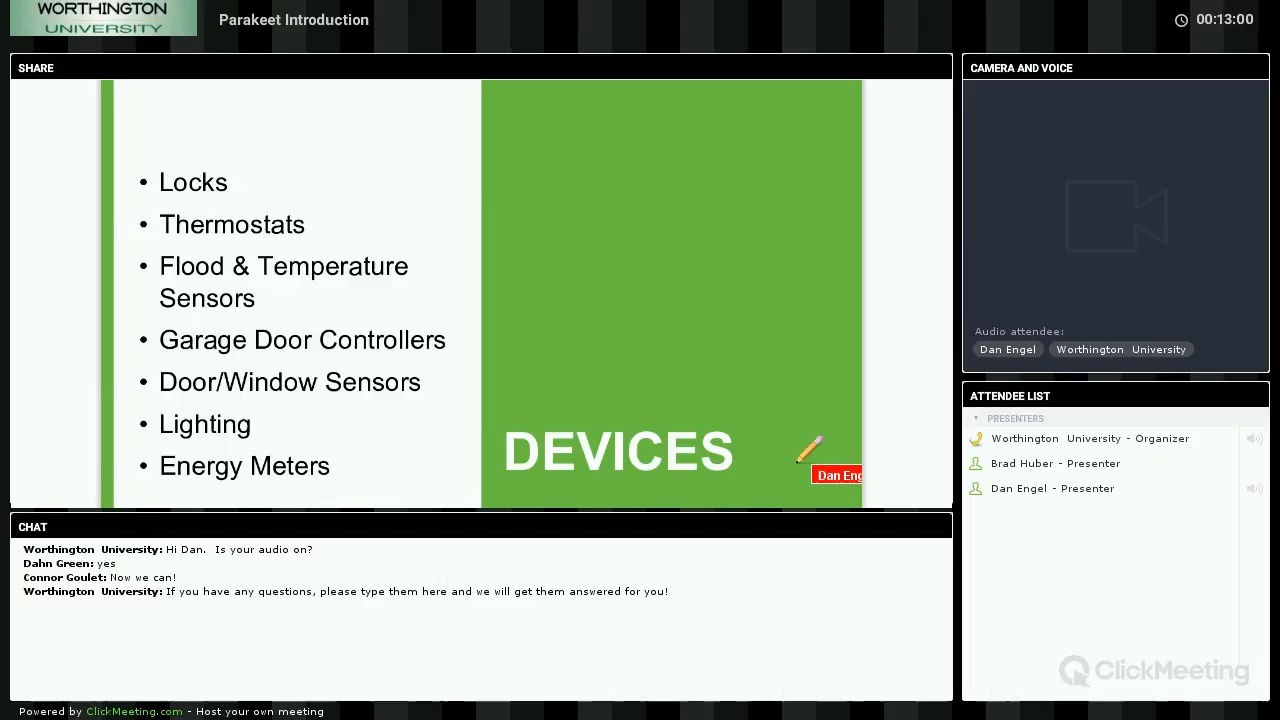 WORTHINGTON
UNIVERSITY
Parakeet Introduction
00:13:00
SHARE
• Locks
• Thermostats
• Flood & Temperature
Sensors
• Garage Door Controllers
• Door/Window Sensors
• Lighting
• Energy Meters
DEVICES
Dan Eng
CAMERA AND VOICE
Audio attendee:
Dan Engel
Worthington University
ATTENDEE LIST
PRESENTERS
Worthington University - Organizer
Brad Huber - Presenter
Dan Engel - Presenter
CHAT
Worthington University: Hi Dan. Is your audio on?
Dahn Green: yes
Connor Goulet: Now we can!
Worthington University: If you have any questions, please type them here and we will get them answered for you!
ClickMeeting
Powered by ClickMeeting.com - Host your own meeting